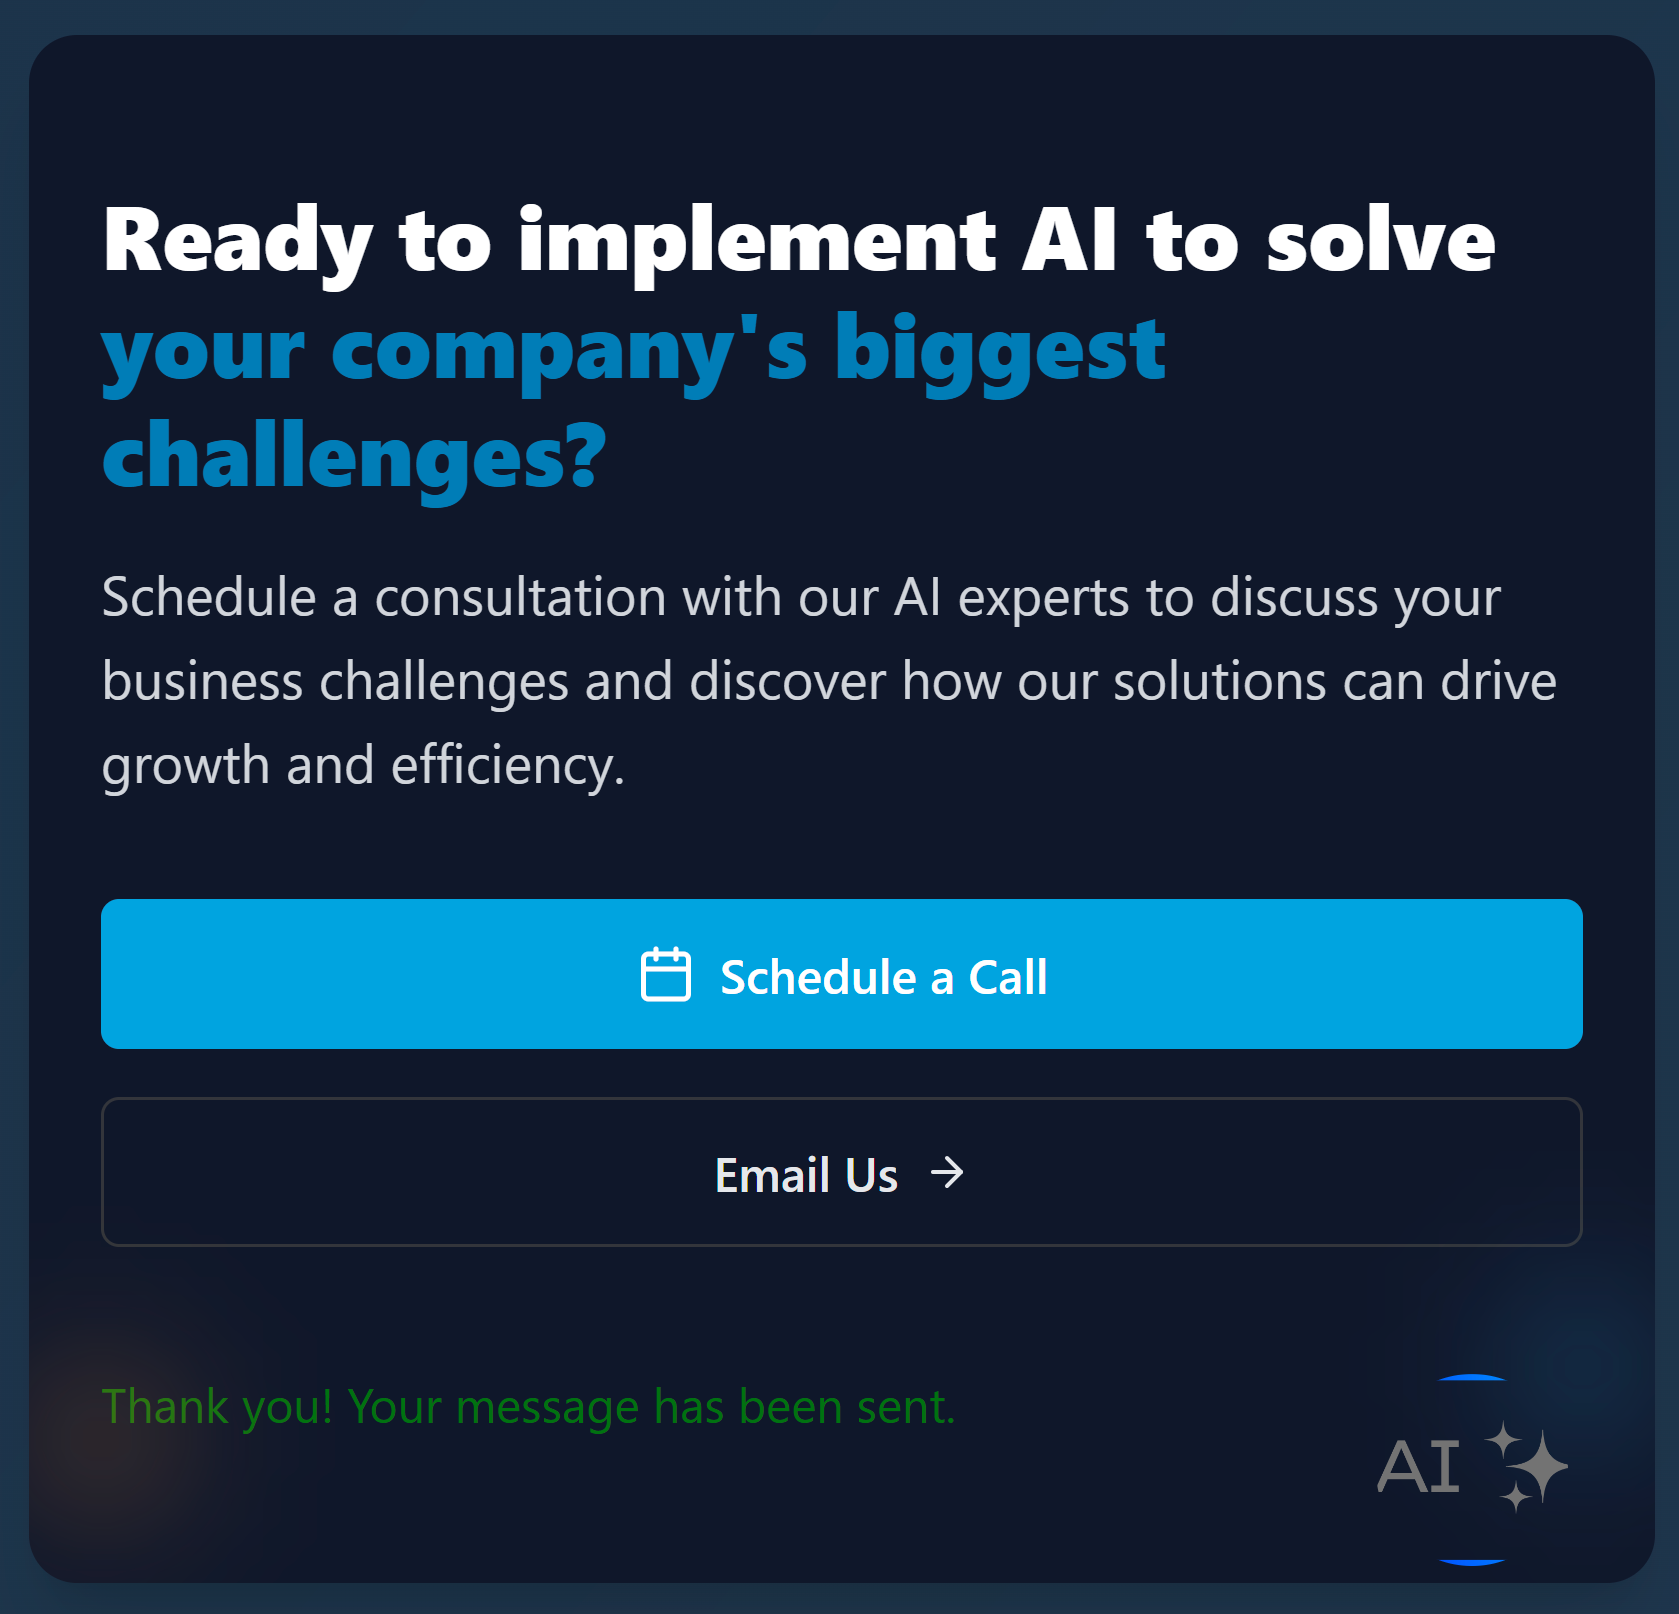 Ready to implement AI to solve
your company's biggest
challenges?
Schedule a consultation with our AI experts to discuss your
business challenges and discover how our solutions can drive
growth and efficiency.
Schedule a Call
Email Us
Thank you! Your message has been sent.
AI